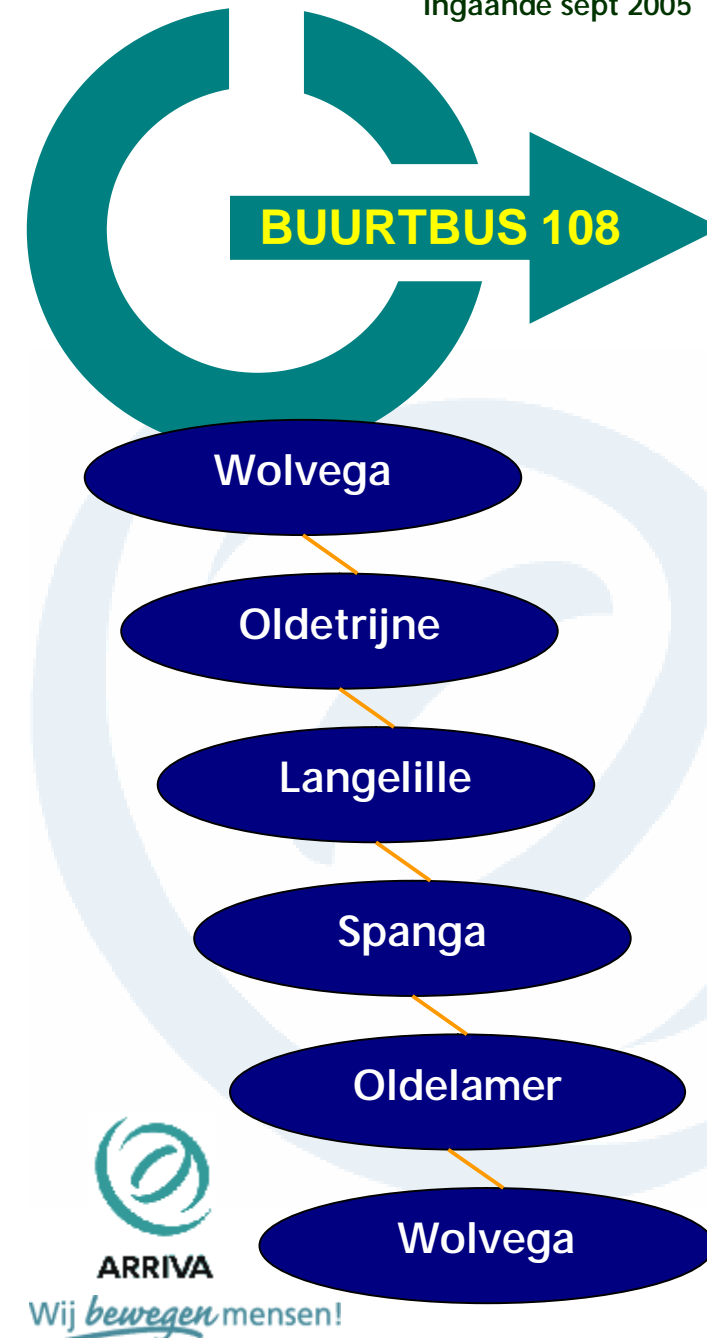 Ingaande sept 2005
BUURTBUS 108
Wolvega
Oldetrijne
Langelille
Spanga
Oldelamer
Wolvega
ARRIVA
Wij bewegen mensen!